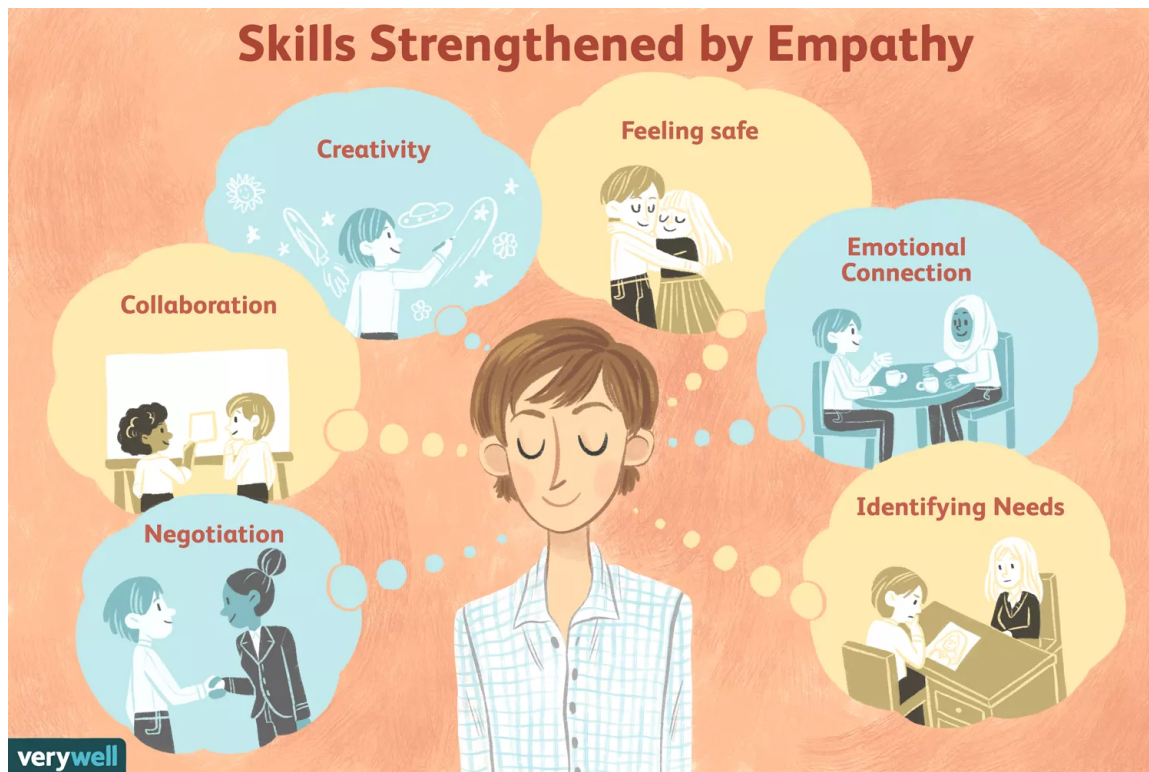 Skills Strengthened by Empathy
Creativity
Feeling safe
Emotional
Connection
Collaboration
Identifying Needs
Negotiation
verywell